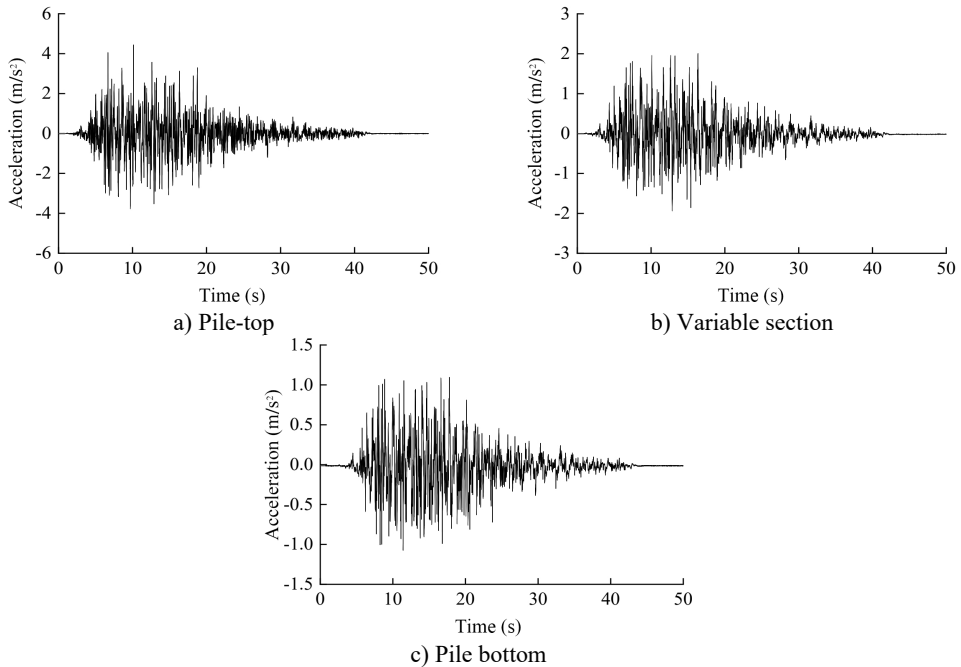 6
4
2
0
-2
-4
-6
Acceleration (m/s²)
0 10 20 30 40 50
Time (s)
a) Pile-top
3
2
1
0
-1
-2
-3
Acceleration (m/s²)
0 10 20 30 40 50
Time (s)
b) Variable section
1.5
1.0
0.5
0.0
-0.5
-1.0
-1.5
Acceleration (m/s²)
0 10 20 30 40 50
Time (s)
c) Pile bottom